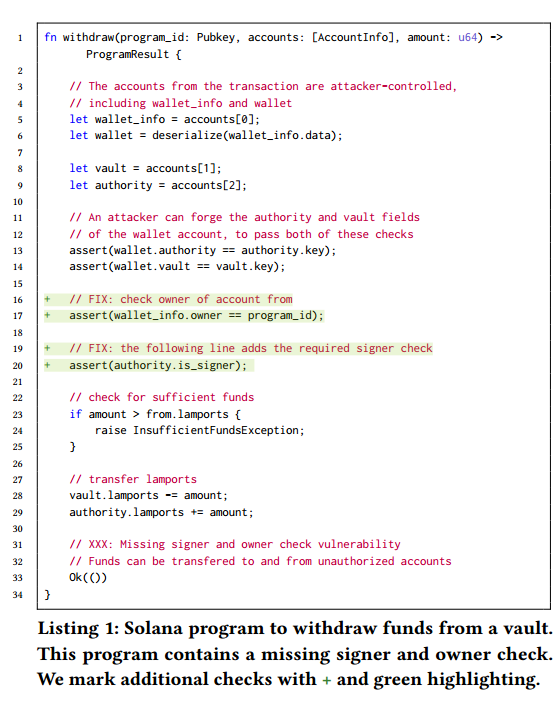 1 fn withdraw(program_id: Pubkey, accounts: [AccountInfo], amount: u64) ->
ProgramResult {
2
3 // The accounts from the transaction are attacker-controlled,
4 // including wallet_info and wallet
5 let wallet_info = accounts[0];
6 let wallet = deserialize(wallet_info.data);
7
8 let vault = accounts[1];
9 let authority = accounts[2];
10
11 // An attacker can forge the authority and vault fields
12 // of the wallet account, to pass both of these checks
13 assert(wallet.authority == authority.key);
14 assert(wallet.vault == vault.key);
15
16 + // FIX: check owner of account from
17 + assert(wallet_info.owner == program_id);
18
19 + // FIX: the following line adds the required signer check
20 + assert(authority.is_signer);
21
22 // check for sufficient funds
23 if amount > from.lamports {
24 raise InsufficientFundsException;
25 }
26
27 // transfer lamports
28 vault.lamports -= amount;
29 authority.lamports += amount;
30
31 // XXX: Missing signer and owner check vulnerability
32 // Funds can be transfered to and from unauthorized accounts
33 Ok(())
34 }
Listing 1: Solana program to withdraw funds from a vault.
This program contains a missing signer and owner check.
We mark additional checks with + and green highlighting.